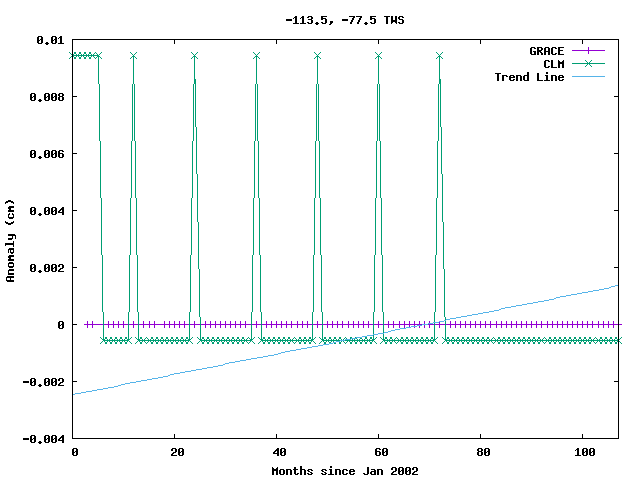 -113.5, -77.5 TWS
0.01
0.008
0.006
0.004
0.002
0
-0.002
-0.004
Anomaly (cm)
GRACE
CLM
Trend Line
0 20 40 60 80 100
Months since Jan 2002